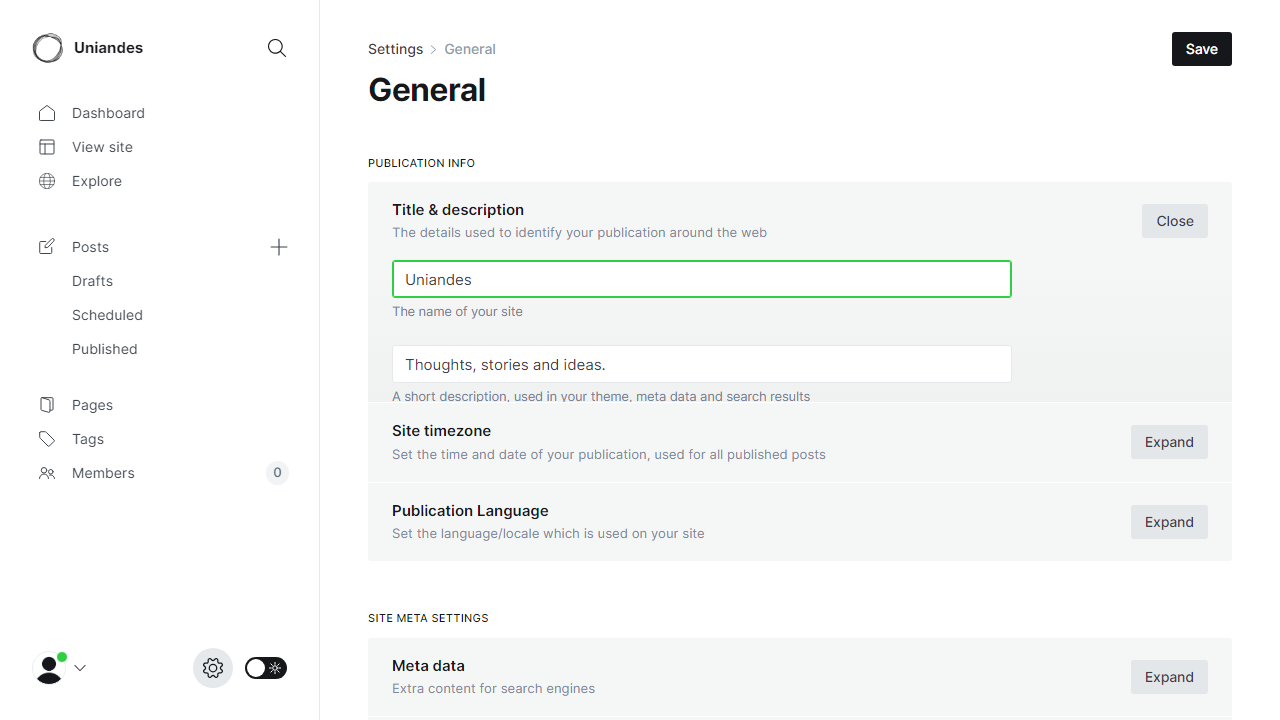 Uniandes
Dashboard
View site
Explore
Posts
Drafts
Scheduled
Published
Pages
Tags
Members
0
Settings
General
Save
General
PUBLICATION INFO
Title & description
The details used to identify your publication around the web
Close
Uniandes
The name of your site
Thoughts, stories and ideas.
A short description, used in your theme, meta data and search results
Site timezone
Set the time and date of your publication, used for all published posts
Expand
Publication Language
Set the language/locale which is used on your site
Expand
SITE META SETTINGS
Meta data
Extra content for search engines
Expand